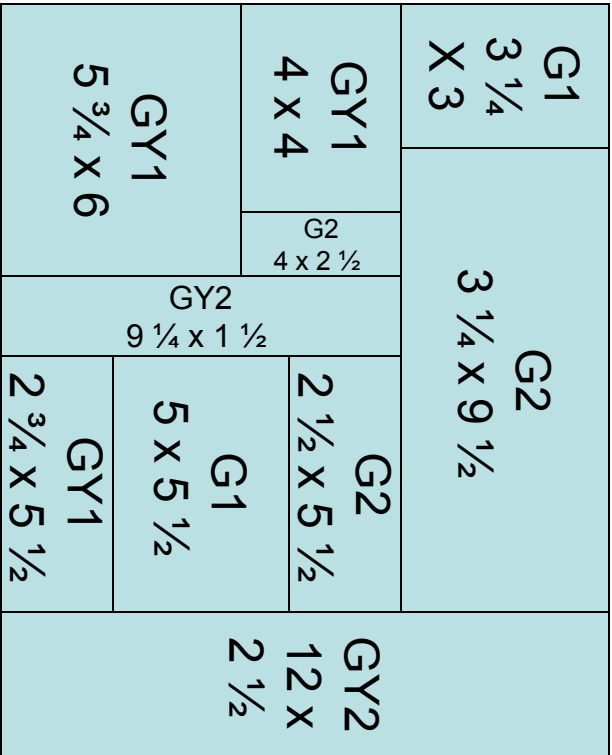 GY1
5 ¾ x 6
GY1
4 x 4
G1
3 ¼
X 3
G2
4 x 2 ½
GY2
9 ¼ x 1 ½
G2
3 ¼ x 9 ½
GY1
2 ¾ x 5 ½
G1
5 x 5 ½
G2
2 ½ x 5 ½
GY2
12 x
2 ½